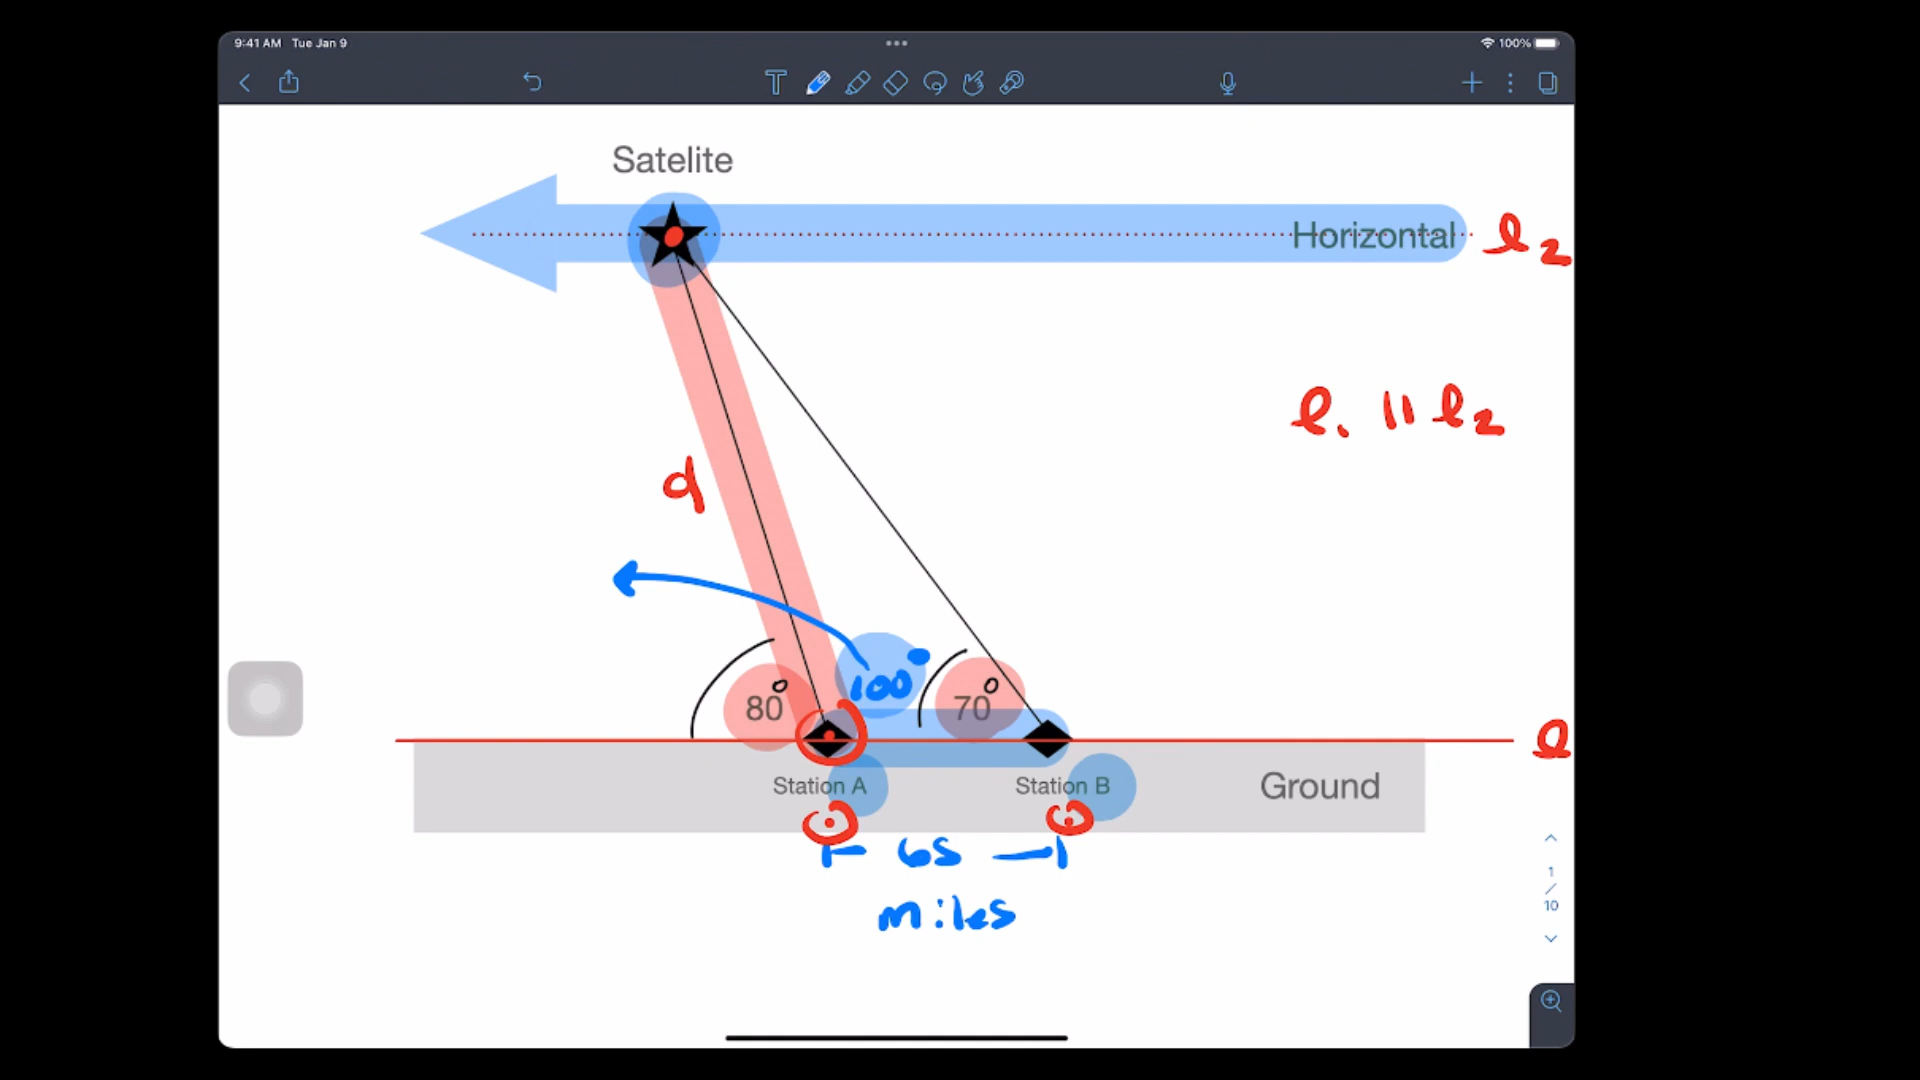 9:41 AM Tue Jan 9
100%
T
Satelite
Horizontal
l2
l1 || l2
d
80°
100°
70°
l
Station A
Station B
Ground
65
miles
1
/
10